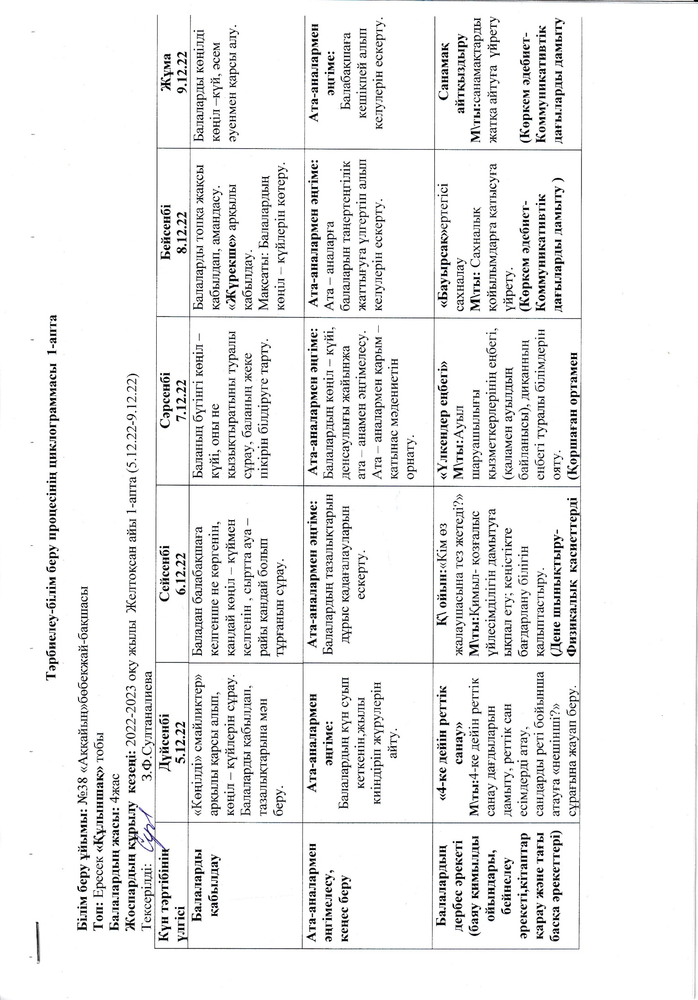 Тәрбиелеу-білім беру процесінің циклограммасы 1-апта
Білім беру ұйымы: №38 «Аққайың»бөбекжай-бақшасы
Топ: Ересек «Құлыншақ» тобы
Балалардың жасы: 4жас
Жоспардың құрылу кезеңі: 2022-2023 оқу жылы Желтоқсан айы 1-апта (5.12.22-9.12.22)
Тексерілді: З.Ф.Султаналиева
Күн тәртібінің
үлгісі
Дүйсенбі
5.12.22
Сейсенбі
6.12.22
Сәрсенбі
7.12.22
Бейсенбі
8.12.22
Жұма
9.12.22
Балаларды
қабылдау
«Көңілді» смайликтер»
арқылы қарсы алып,
көңіл – күйлерін сұрау.
Балаларды қабылдап,
тазалықтарына мән
беру.
Баладан балабақшаға
келгенше не көргенін,
қандай көңіл – күймен
келгенін , сыртта ауа –
райы қандай болып
тұрғанын сұрау.
Баланың бүгінгі көңіл –
күйі, оны не
қызықтыратыны туралы
сұрау, баланың жеке
пікірін білдіруге тарту.
Балаларды топқа жақсы
қабылдап, амандасу.
«Жүрекше» арқылы
қабылдау.
Мақсаты: Балалардың
көңіл – күйлерін көтеру.
Балаларды көңілді
көңіл –күй, әсем
әуенмен қарсы алу.
Ата-аналармен
әңгімелесу,
кеңес беру
Ата-аналармен
әңгіме:
Балалардың күн суып
кеткенін,жылы
киіндіріп жүрулерін
айту.
Ата-аналармен әңгіме:
Балалардың тазалықтарын
дұрыс қадағалауларын
ескерту.
Ата-аналармен әңгіме:
Балалардың көңіл – күйі,
денсаулығы жайынжа
ата – анамен әңгімелесу.
Ата – аналармен қарым –
қатынас мәдениетін
орнату.
Ата-аналармен әңгіме:
Ата – аналарға
балаларын таңертеңгілік
жаттығуға үлгертіп алып
келулерін ескерту.
Ата-аналармен
әңгіме:
Балабақшаға
кешікпей алып
келулерін ескерту.
Балалардың
дербес әрекеті
(баяу қимылды
ойындары,
бейнелеу
әрекеті,кітаптар
қарау және тағы
басқа әрекеттері)
«4-ке дейін реттік
санау»
М\ты:4-ке дейін реттік
санау дағдыларын
дамыту, реттік сан
есімдерді атау,
сандарды реті бойынша
атауға «нешінші?»
сұрағына жауап беру.
Қ\ ойын:«Кім өз
жалаушасына тез жетеді?»
М\ты:Қимыл- қозғалыс
үйлесімділігін дамытуға
ықпал ету; кеңістікте
бағдарлану білігін
қалыптастыру.
(Дене шынықтыру-
Физикалық қасиеттерді
«Үлкендер еңбегі»
М\ты:Ауыл
шаруашылығы
қызметкерлерінің еңбегі,
(қаламен ауылдың
байланысы), диқанның
еңбегі туралы білімдерін
ояту.
(Қоршаған ортамен
«Бауырсақ»ертегісі
сахналау
М\ты: Сахналық
қойылымдарға қатысуға
үйрету.
(Көркем әдебиет-
Коммуникативтік
дағыларды дамыту )
Санамақ
айтқыздыру
М\ты:санамақтарды
жатқа айтуға үйрету
(Көркем әдебиет-
Коммуникативтік
дағыларды дамыту